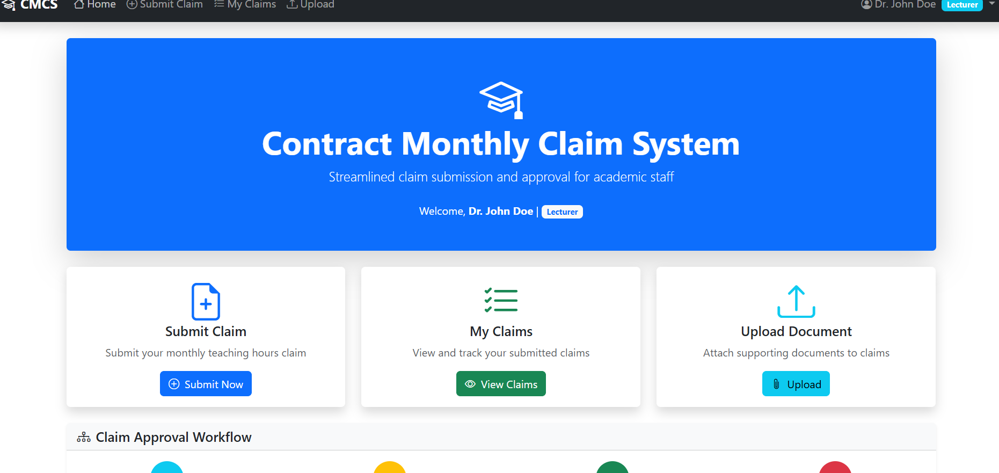 CMCS Home Submit Claim My Claims Upload Dr. John Doe Lecturer
Contract Monthly Claim System
Streamlined claim submission and approval for academic staff
Welcome, Dr. John Doe | Lecturer
Submit Claim
Submit your monthly teaching hours claim
Submit Now
My Claims
View and track your submitted claims
View Claims
Upload Document
Attach supporting documents to claims
Upload
Claim Approval Workflow